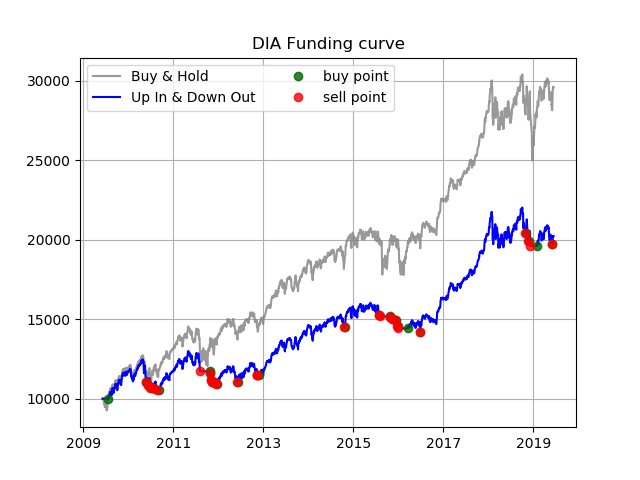 DIA Funding curve
Buy & Hold
Up In & Down Out
buy point
sell point
30000
25000
20000
15000
10000
2009 2011 2013 2015 2017 2019